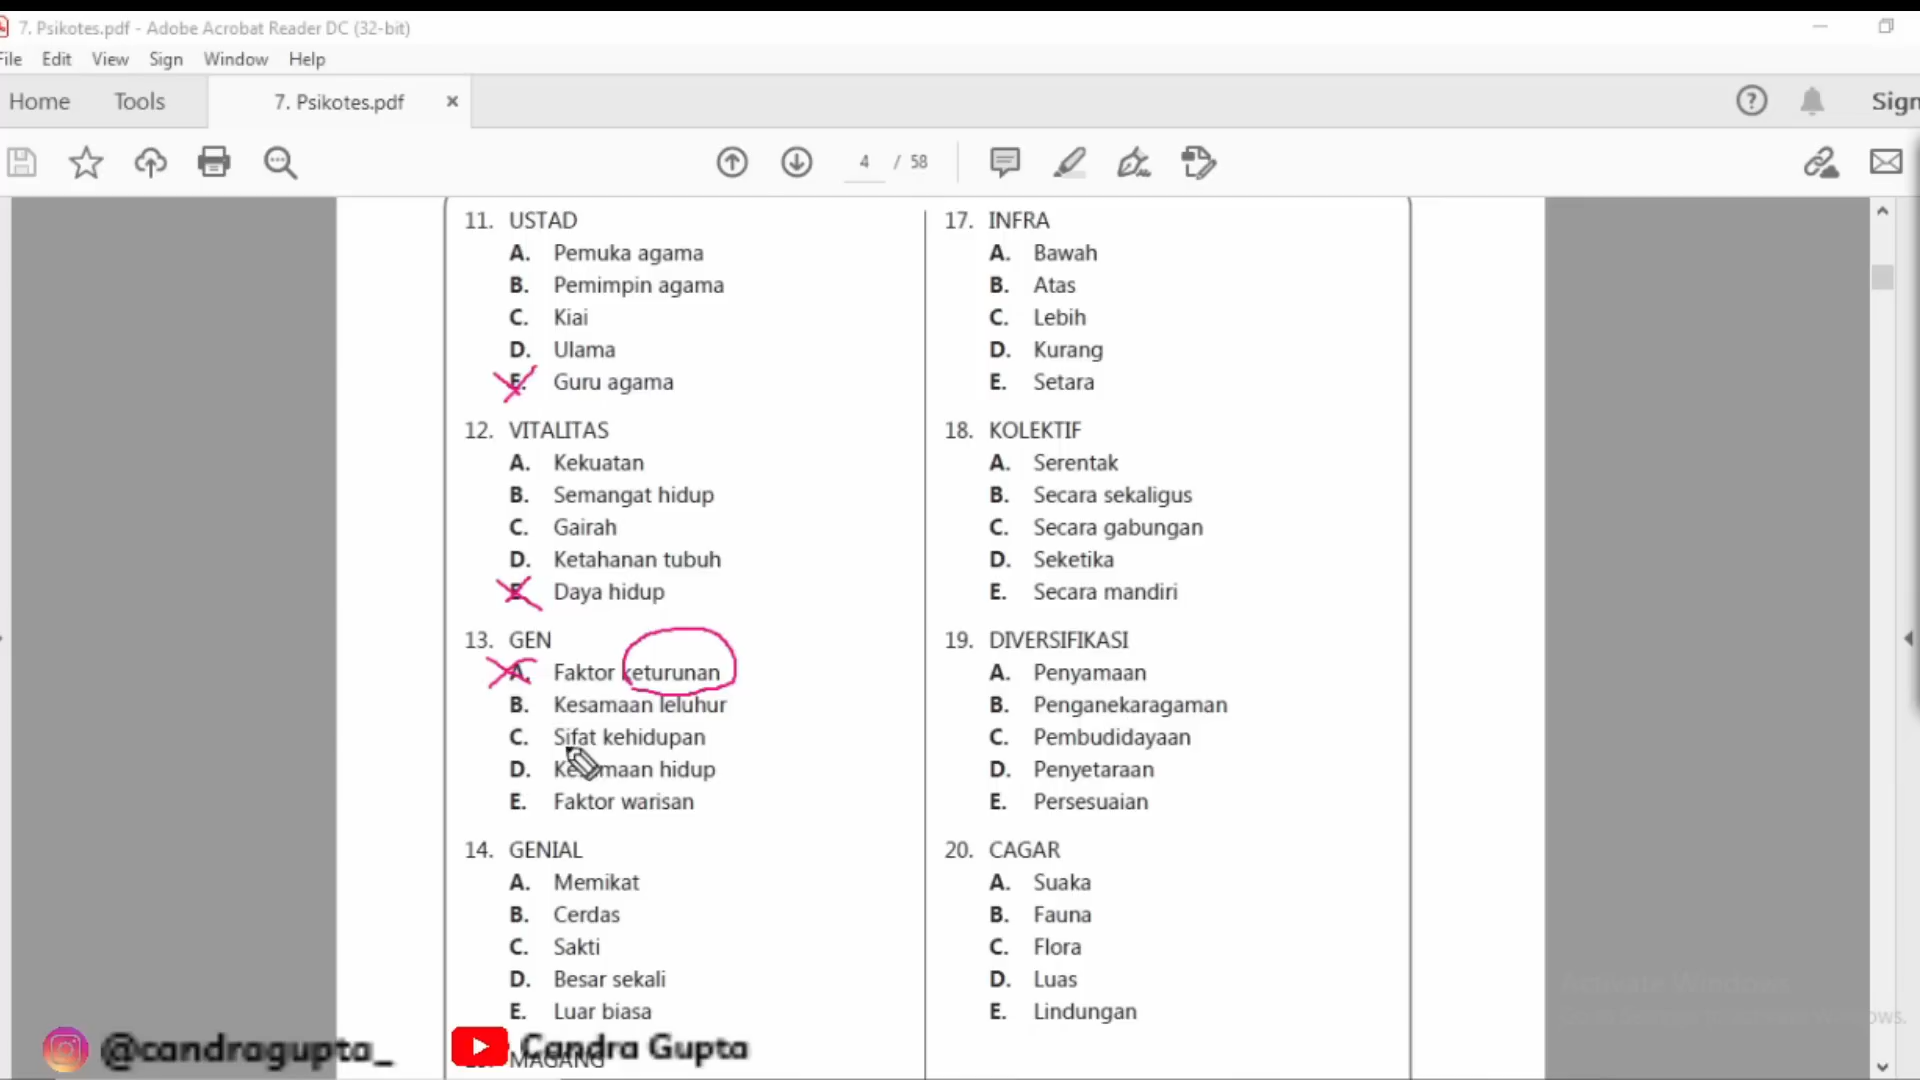 7. Psikotes.pdf - Adobe Acrobat Reader DC (32-bit)
File Edit View Sign Window Help
Home Tools 7. Psikotes.pdf Sign
4 / 58
11. USTAD
A. Pemuka agama
B. Pemimpin agama
C. Kiai
D. Ulama
E. Guru agama
12. VITALITAS
A. Kekuatan
B. Semangat hidup
C. Gairah
D. Ketahanan tubuh
E. Daya hidup
13. GEN
A. Faktor keturunan
B. Kesamaan leluhur
C. Sifat kehidupan
D. Kesamaan hidup
E. Faktor warisan
14. GENIAL
A. Memikat
B. Cerdas
C. Sakti
D. Besar sekali
E. Luar biasa
MAGANG
17. INFRA
A. Bawah
B. Atas
C. Lebih
D. Kurang
E. Setara
18. KOLEKTIF
A. Serentak
B. Secara sekaligus
C. Secara gabungan
D. Seketika
E. Secara mandiri
19. DIVERSIFIKASI
A. Penyamaan
B. Penganekaragaman
C. Pembudidayaan
D. Penyetaraan
E. Persesuaian
20. CAGAR
A. Suaka
B. Fauna
C. Flora
D. Luas
E. Lindungan
Activate Windows
@candragupta_ Candra Gupta